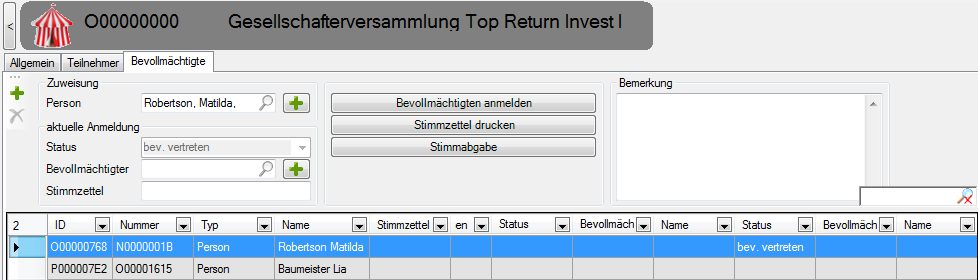 < O00000000 Gesellschafterversammlung Top Return Invest I
Allgemein Teilnehmer Bevollmächtigte
Zuweisung
Person Robertson, Matilda,
aktuelle Anmeldung
Status bev. vertreten
Bevollmächtigter
Stimmzettel
Bevollmächtigten anmelden
Stimmzettel drucken
Stimmabgabe
Bemerkung
2 ID Nummer Typ Name Stimmzettel en Status Bevollmäch Name Status Bevollmäch Name
O00000768 N0000001B Person Robertson Matilda bev. vertreten
P000007E2 O00001615 Person Baumeister Lia